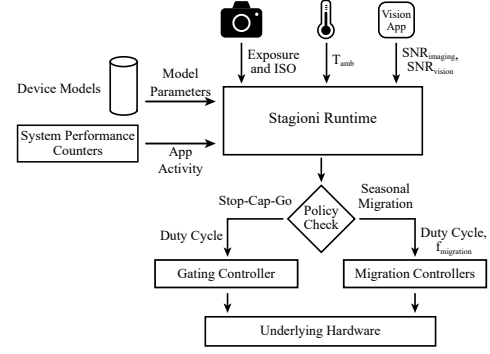 Vision
App
Exposure
and ISO
T_amb
SNR_imaging,
SNR_vision
Device Models
Model
Parameters
Stagioni Runtime
System Performance
Counters
App
Activity
Stop-Cap-Go
Policy
Check
Seasonal
Migration
Duty Cycle
Duty Cycle,
f_migration
Gating Controller
Migration Controllers
Underlying Hardware